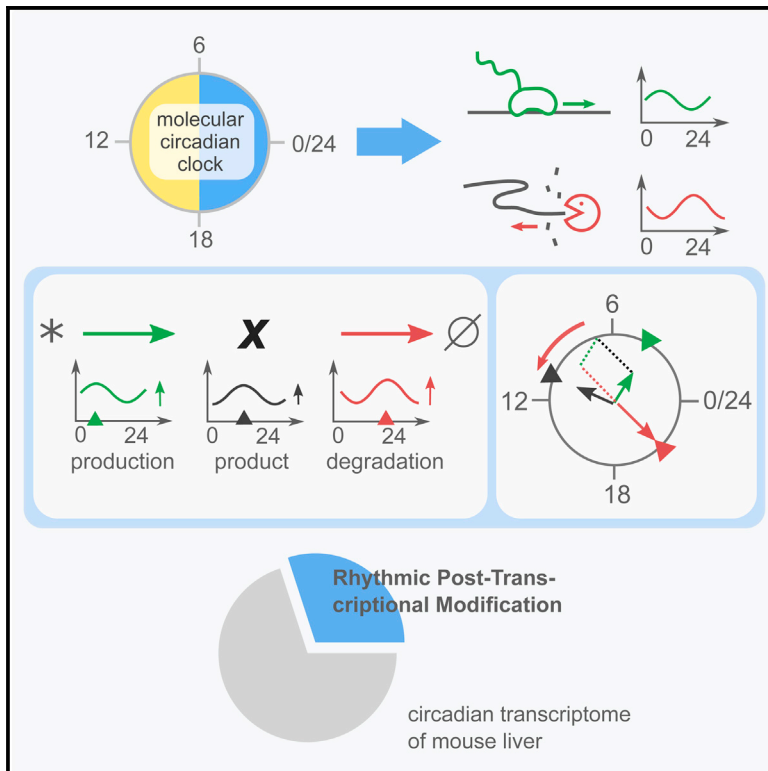 6
12
molecular
circadian
clock
0/24
18
0 24
0 24
* X ∅
0 24
0 24
0 24
production
product
degradation
6
12
0/24
18
Rhythmic Post-Trans-
criptional Modification
circadian transcriptome
of mouse liver